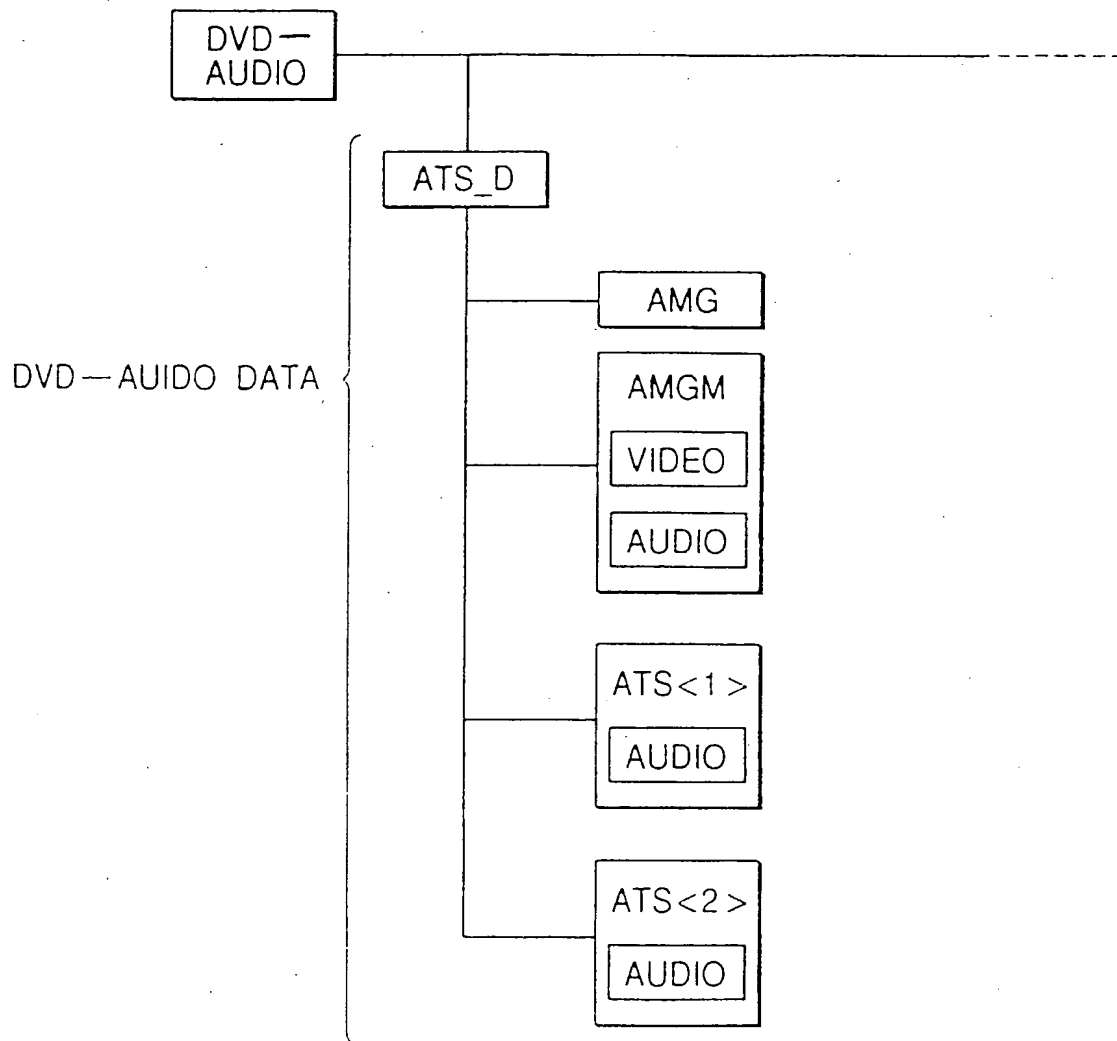 DVD—
AUDIO
ATS_D
AMG
DVD—AUIDO DATA
AMGM
VIDEO
AUDIO
ATS<1>
AUDIO
ATS<2>
AUDIO